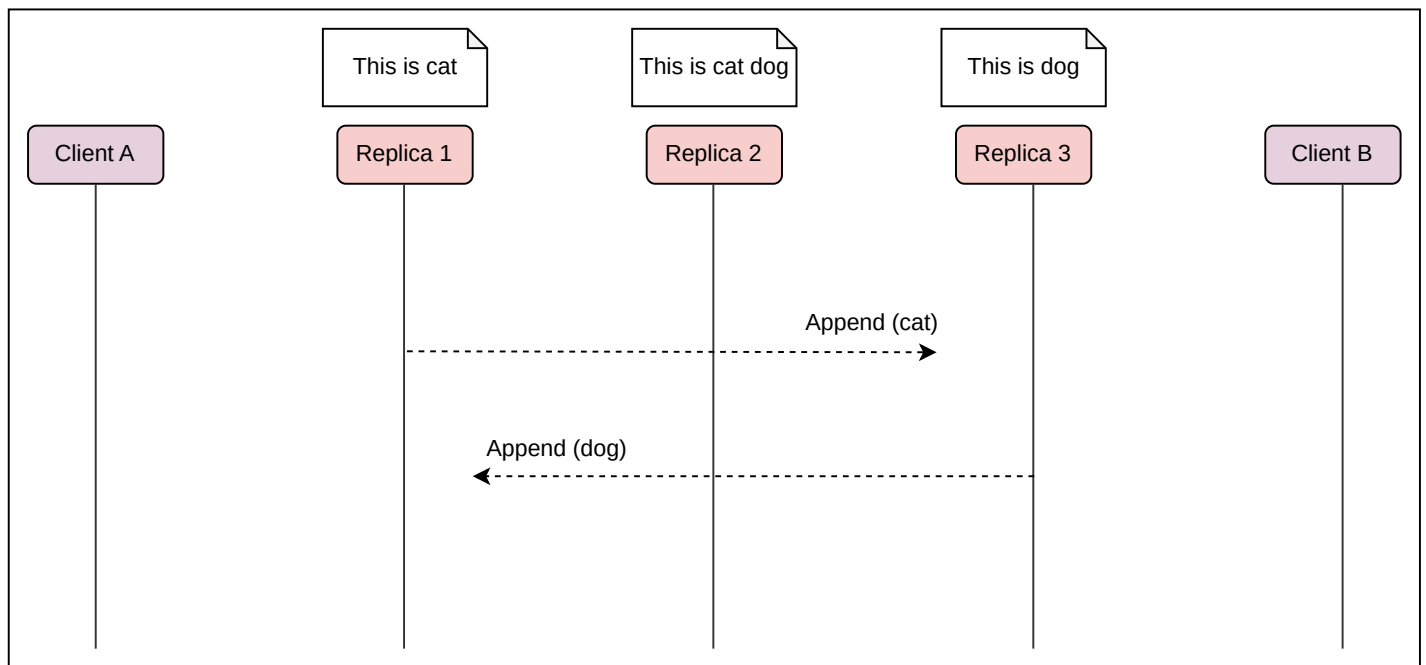 This is cat
This is cat dog
This is dog
Client A
Replica 1
Replica 2
Replica 3
Client B
Append (cat)
Append (dog)